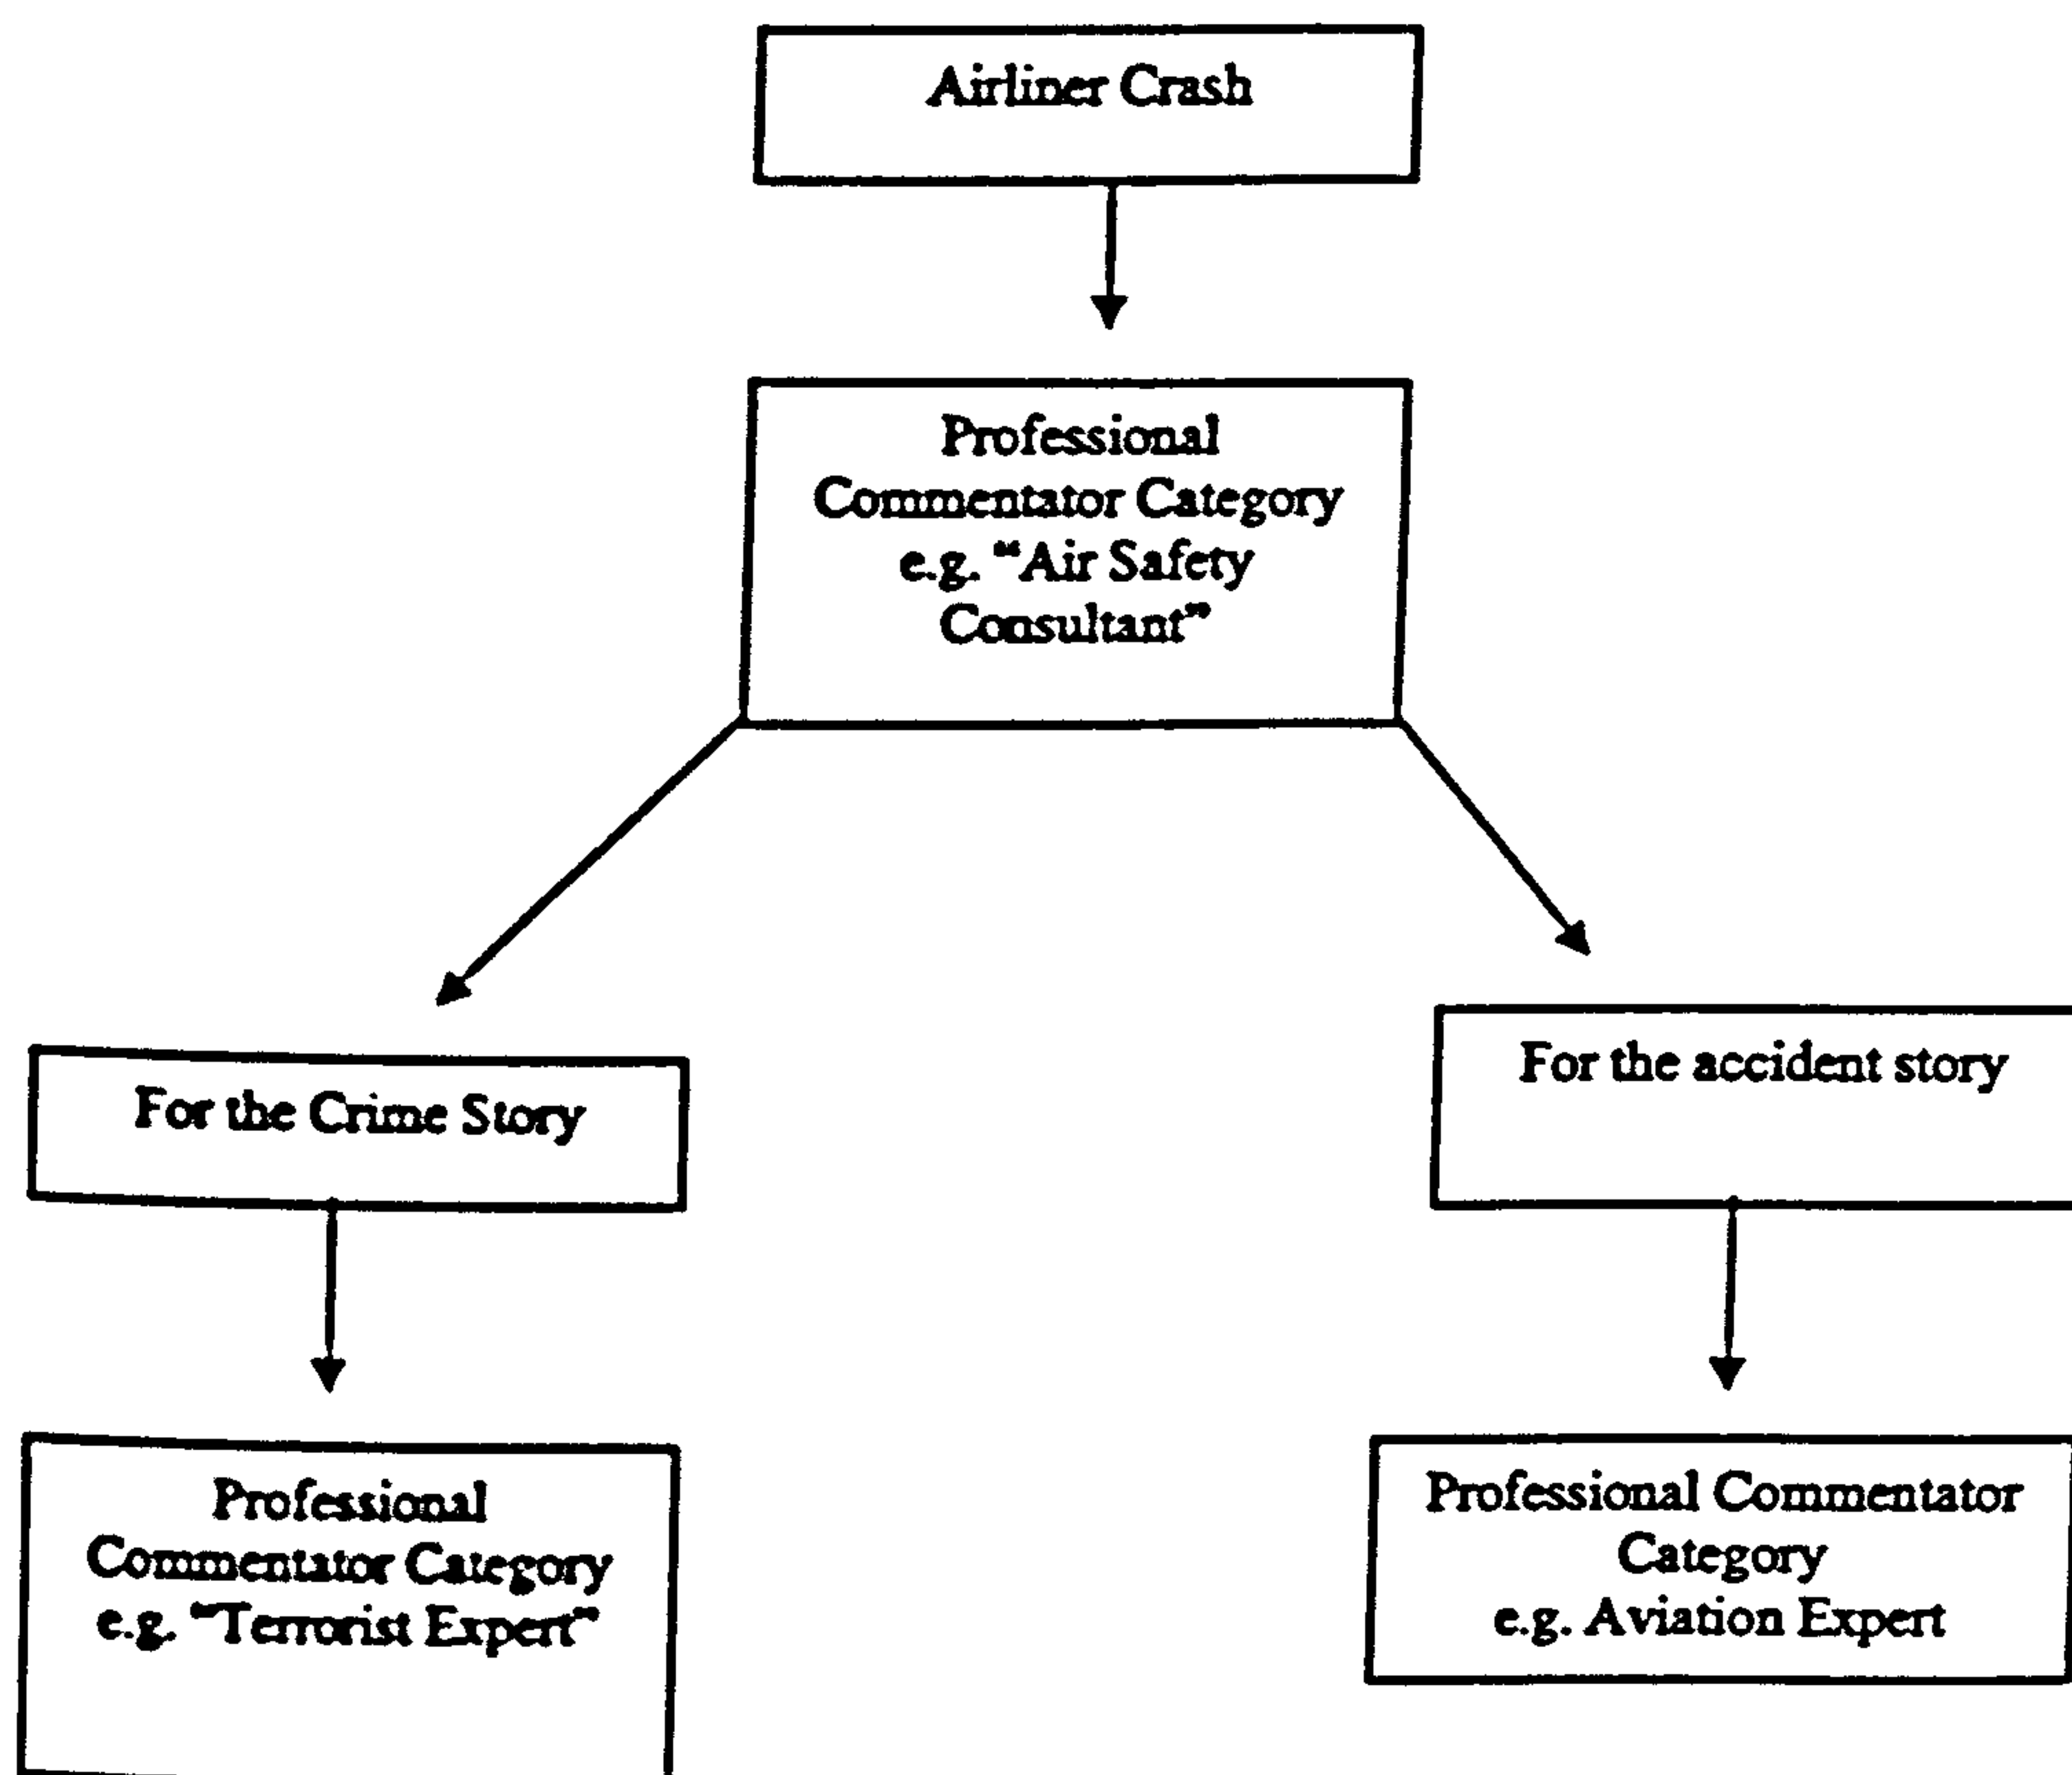 Airliner Crash
Professional
Commentator Category
e.g. "Air Safety
Consultant"
For the Crime Story
For the accident story
Professional
Commentator Category
e.g. "Terrorist Expert"
Professional Commentator
Category
e.g. Aviation Expert